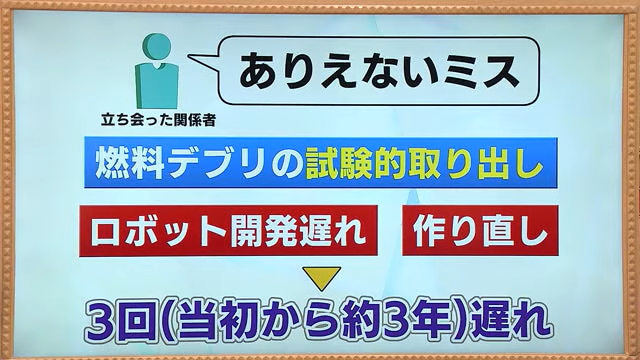 ありえないミス
立ち会った関係者
燃料デブリの試験的取り出し
ロボット開発遅れ
作り直し
3回(当初から約3年)遅れ